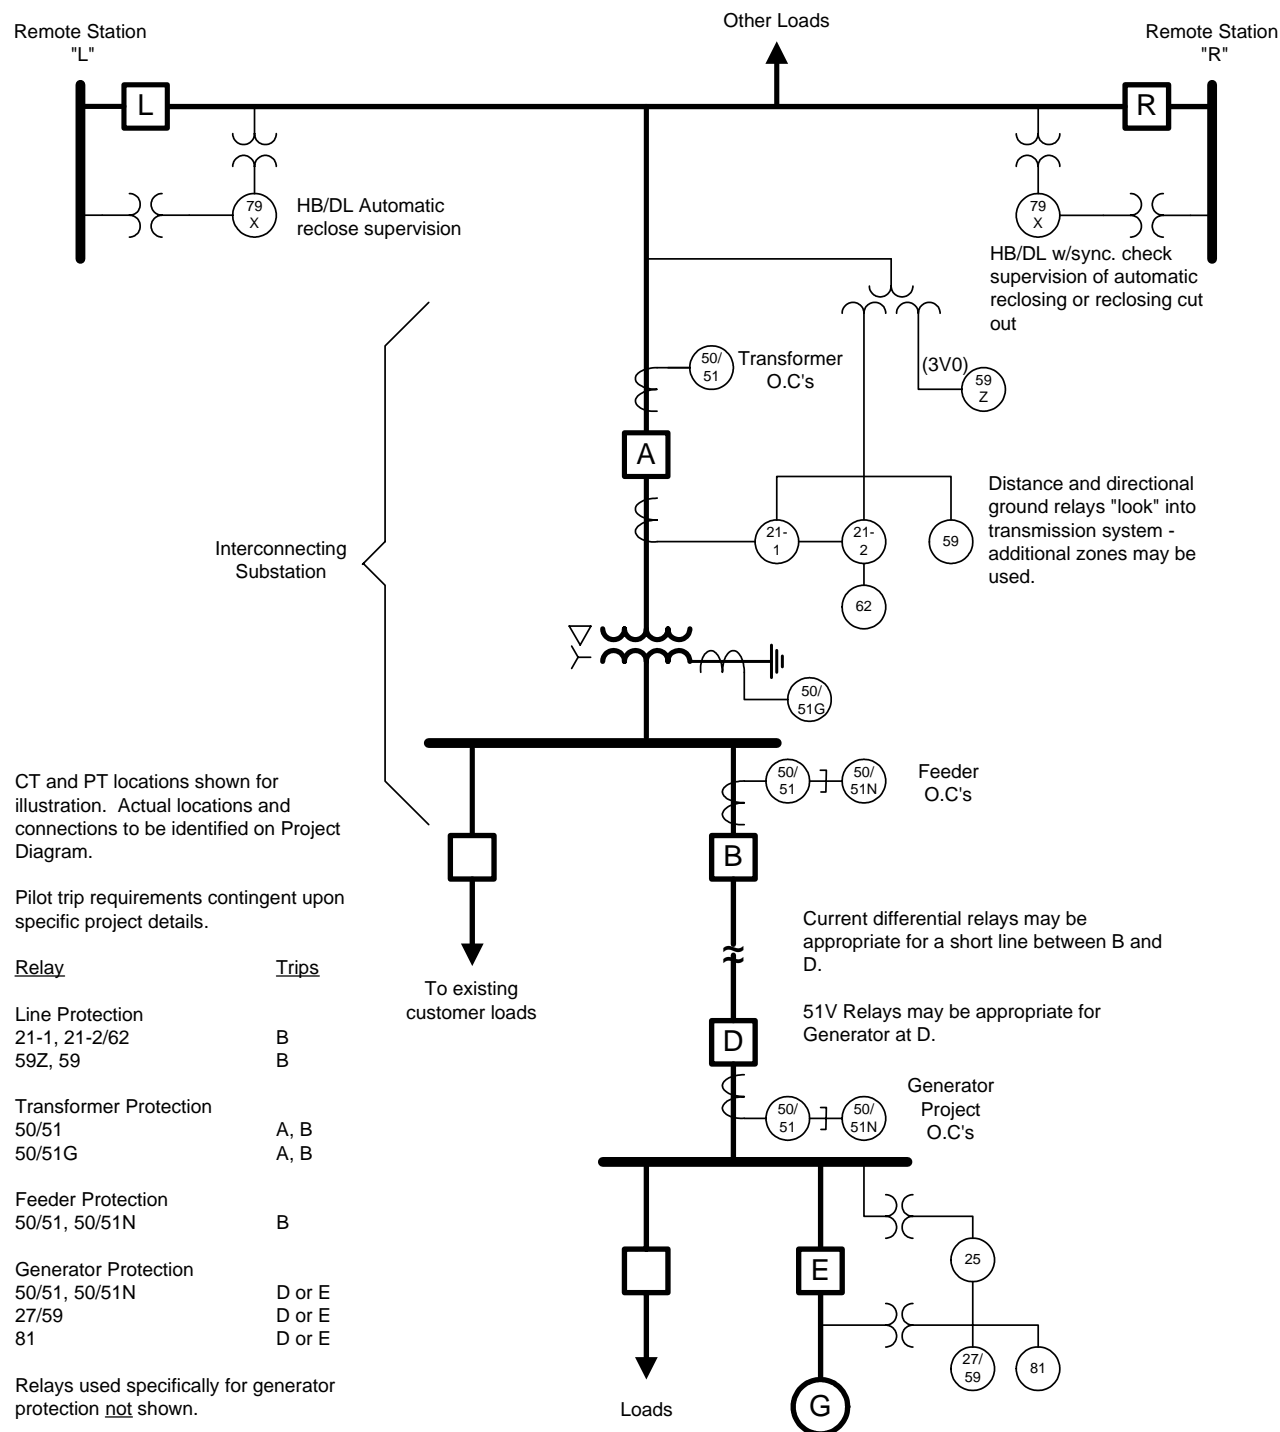 Other Loads
Remote Station
"L"
Remote Station
"R"
L
R
79
X
HB/DL Automatic
reclose supervision
79
X
HB/DL w/sync. check
supervision of automatic
reclosing or reclosing cut
out
50/
51
Transformer
O.C's
(3V0)
59
Z
A
Distance and directional
ground relays "look" into
transmission system -
additional zones may be
used.
21-
1
21-
2
59
62
Interconnecting
Substation
50/
51G
50/
51
50/
51N
Feeder
O.C's
B
CT and PT locations shown for
illustration.  Actual locations and
connections to be identified on Project
Diagram.
Pilot trip requirements contingent upon
specific project details.
To existing
customer loads
Current differential relays may be
appropriate for a short line between B and
D.
51V Relays may be appropriate for
Generator at D.
D
50/
51
50/
51N
Generator
Project
O.C's
Relay Trips
Line Protection
21-1, 21-2/62 B
59Z, 59 B
Transformer Protection
50/51 A, B
50/51G A, B
Feeder Protection
50/51, 50/51N B
Generator Protection
50/51, 50/51N D or E
27/59 D or E
81 D or E
Relays used specifically for generator
protection not shown.
E
25
27/
59
81
Loads
G